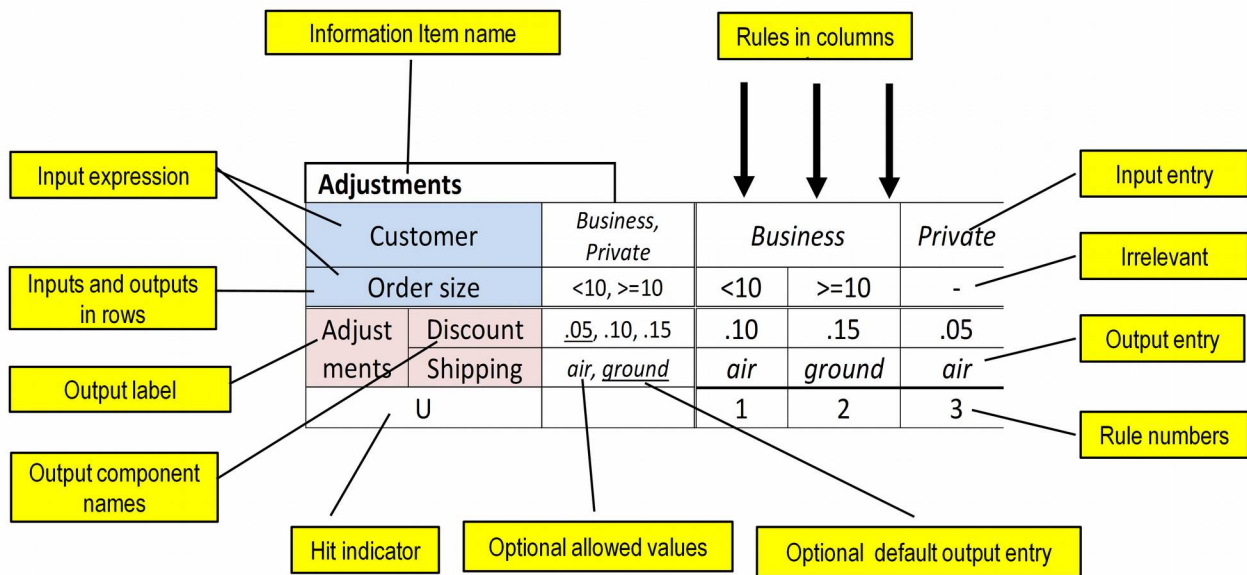 Information Item name
Rules in columns
Input expression
Adjustments
Input entry
Customer
Business,
Private
Business
Private
Irrelevant
Inputs and outputs
in rows
Order size
<10, >=10
<10
>=10
-
Adjust
ments
Discount
.05, .10, .15
.10
.15
.05
Output entry
Output label
Shipping
air, ground
air
ground
air
U
1
2
3
Rule numbers
Output component
names
Hit indicator
Optional allowed values
Optional default output entry